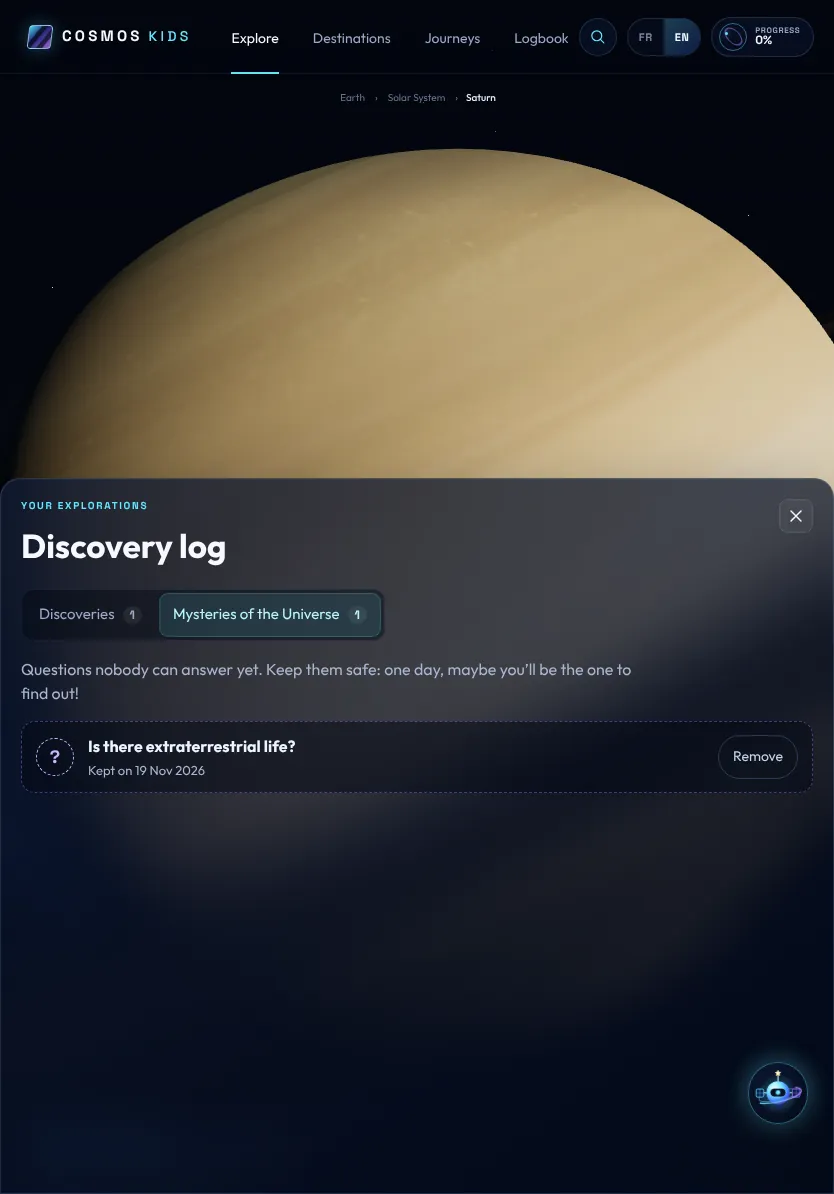 COSMOS KIDS
Explore
Destinations
Journeys
Logbook
FR
EN
PROGRESS
0%
Earth › Solar System › Saturn
YOUR EXPLORATIONS
Discovery log
Discoveries 1
Mysteries of the Universe 1
Questions nobody can answer yet. Keep them safe: one day, maybe you’ll be the one to
find out!
?
Is there extraterrestrial life?
Kept on 19 Nov 2026
Remove